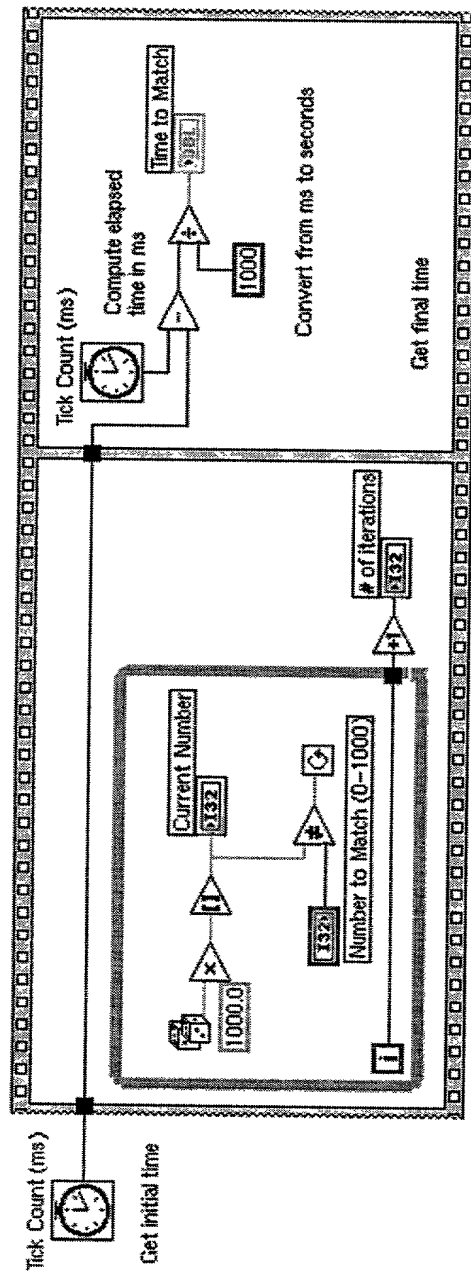 Tick Count (ms)
Get initial time
1000.0
×
[ ]
Current Number
I32
I32
≠
Number to Match (0-1000)
i
+1
# of iterations
I32
Tick Count (ms)
Compute elapsed
time in ms
-
÷
1000
Time to Match
DBL
Convert from ms to seconds
Get final time